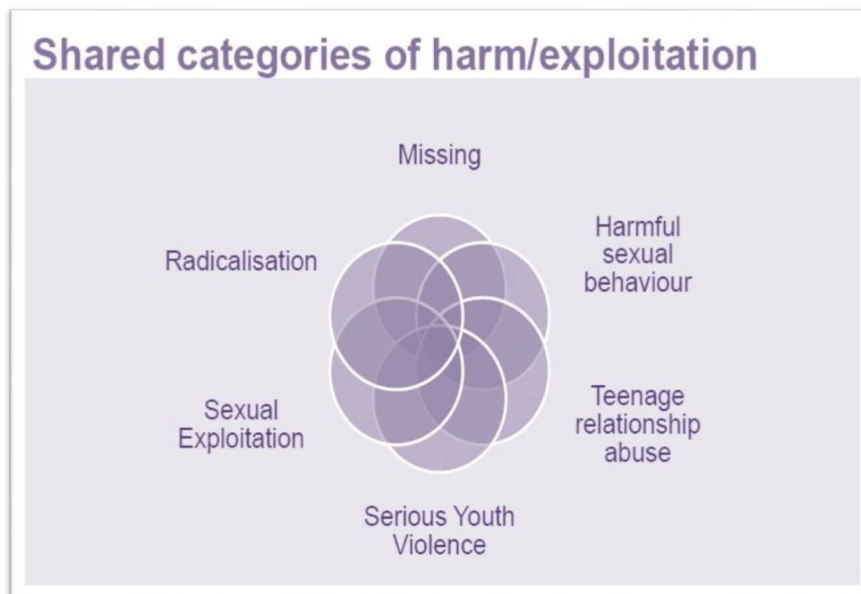 Shared categories of harm/exploitation
Missing
Harmful
sexual
behaviour
Radicalisation
Sexual
Exploitation
Teenage
relationship
abuse
Serious Youth
Violence